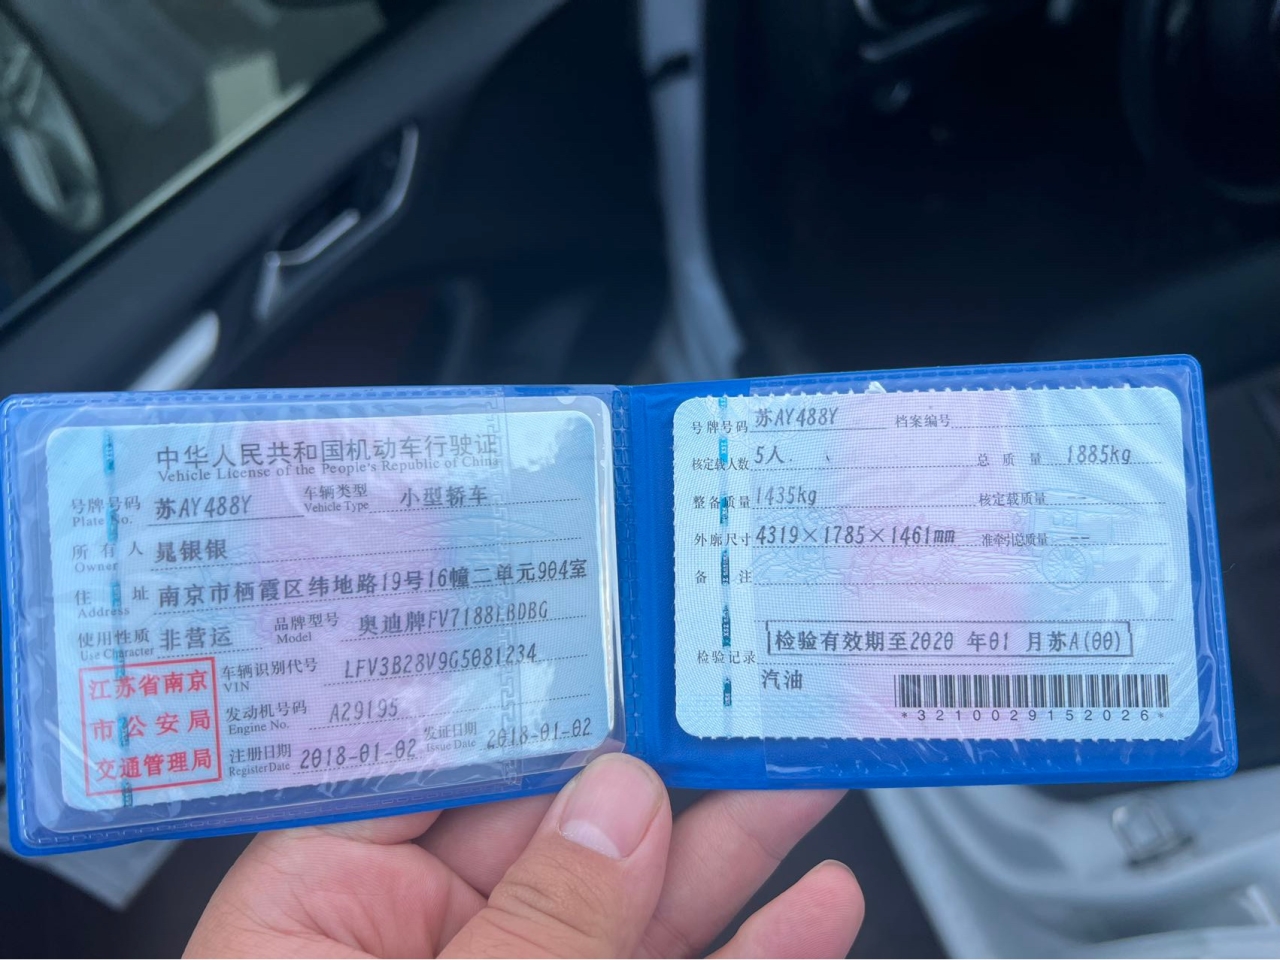 中华人民共和国机动车行驶证
Vehicle License of the People's Republic of China
号牌号码 苏AY488Y 车辆类型 小型轿车
Plate No. Vehicle Type
所有人 晁银银
Owner
住址 南京市栖霞区纬地路19号16幢二单元904室
Address
使用性质 非营运 品牌型号 奥迪牌FV7188LBDBG
Use Character Model
江苏省南京
市公安局
交通管理局
车辆识别代号 LFV3B28V9G5081234
VIN
发动机号码 A29195
Engine No.
注册日期 2018-01-02 发证日期 2018-01-02
Register Date Issue Date
号牌号码 苏AY488Y 档案编号
核定载人数 5人 总质量 1885kg
整备质量 1435kg 核定载质量 --
外廓尺寸 4319×1785×1461mm 准牵引总质量 --
备注
检验记录 检验有效期至2020 年01 月苏A(00)
汽油
*3210029152026*